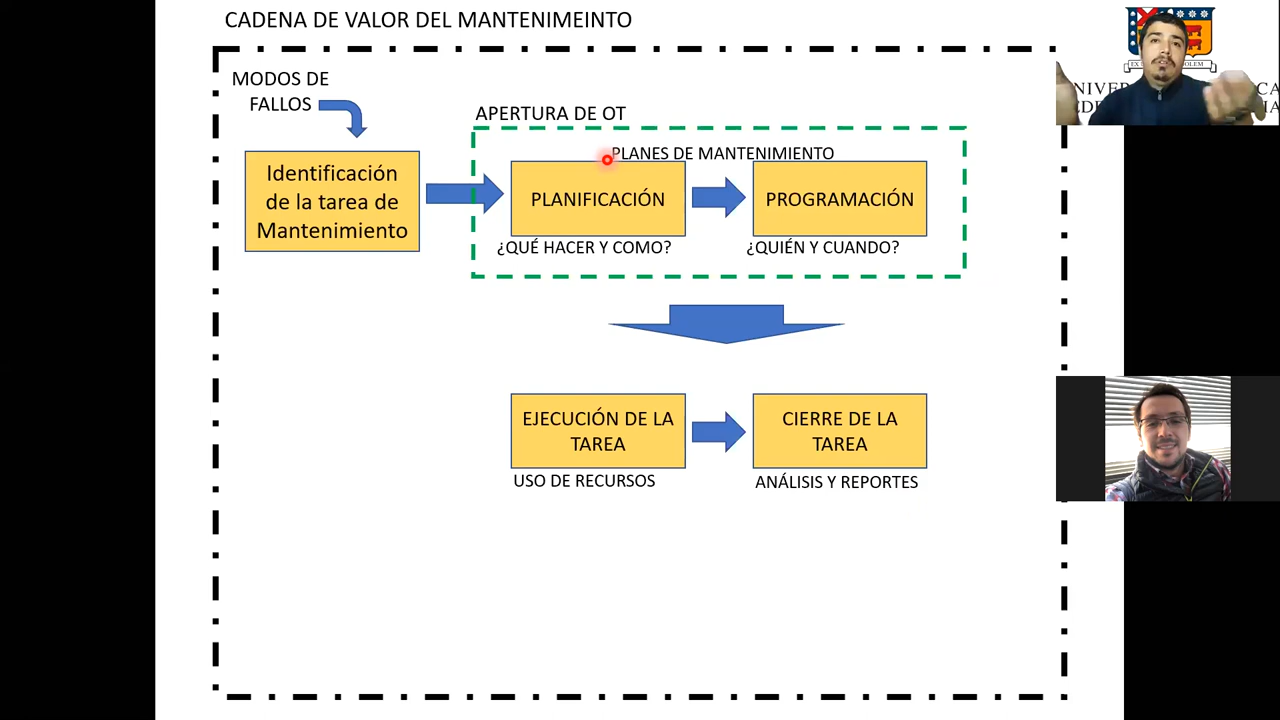 CADENA DE VALOR DEL MANTENIMEINTO
MODOS DE
FALLOS
APERTURA DE OT
PLANES DE MANTENIMIENTO
Identificación
de la tarea de
Mantenimiento
PLANIFICACIÓN
PROGRAMACIÓN
¿QUÉ HACER Y COMO?
¿QUIÉN Y CUANDO?
EJECUCIÓN DE LA
TAREA
CIERRE DE LA
TAREA
USO DE RECURSOS
ANÁLISIS Y REPORTES